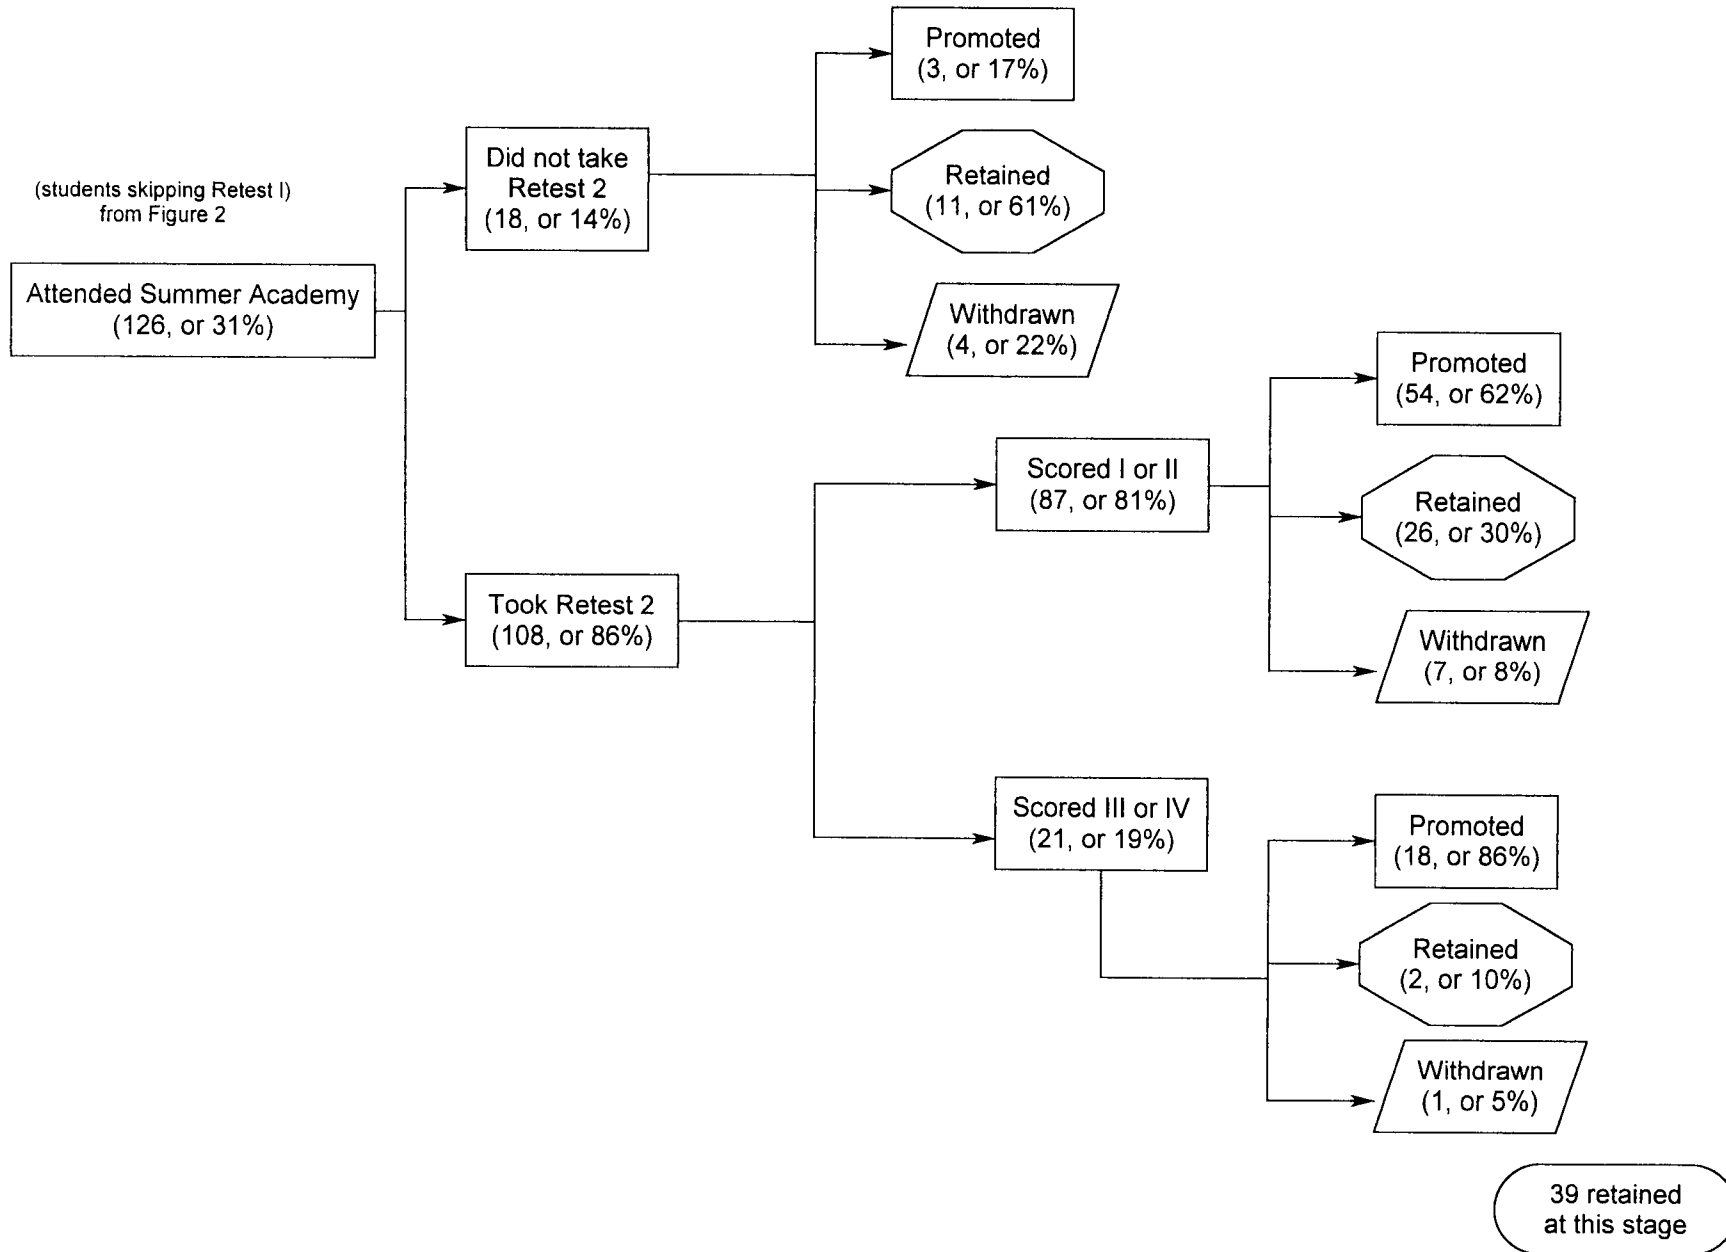 (students skipping Retest I)
from Figure 2
Attended Summer Academy
(126, or 31%)
Did not take
Retest 2
(18, or 14%)
Promoted
(3, or 17%)
Retained
(11, or 61%)
Withdrawn
(4, or 22%)
Took Retest 2
(108, or 86%)
Scored I or II
(87, or 81%)
Promoted
(54, or 62%)
Retained
(26, or 30%)
Withdrawn
(7, or 8%)
Scored III or IV
(21, or 19%)
Promoted
(18, or 86%)
Retained
(2, or 10%)
Withdrawn
(1, or 5%)
39 retained
at this stage